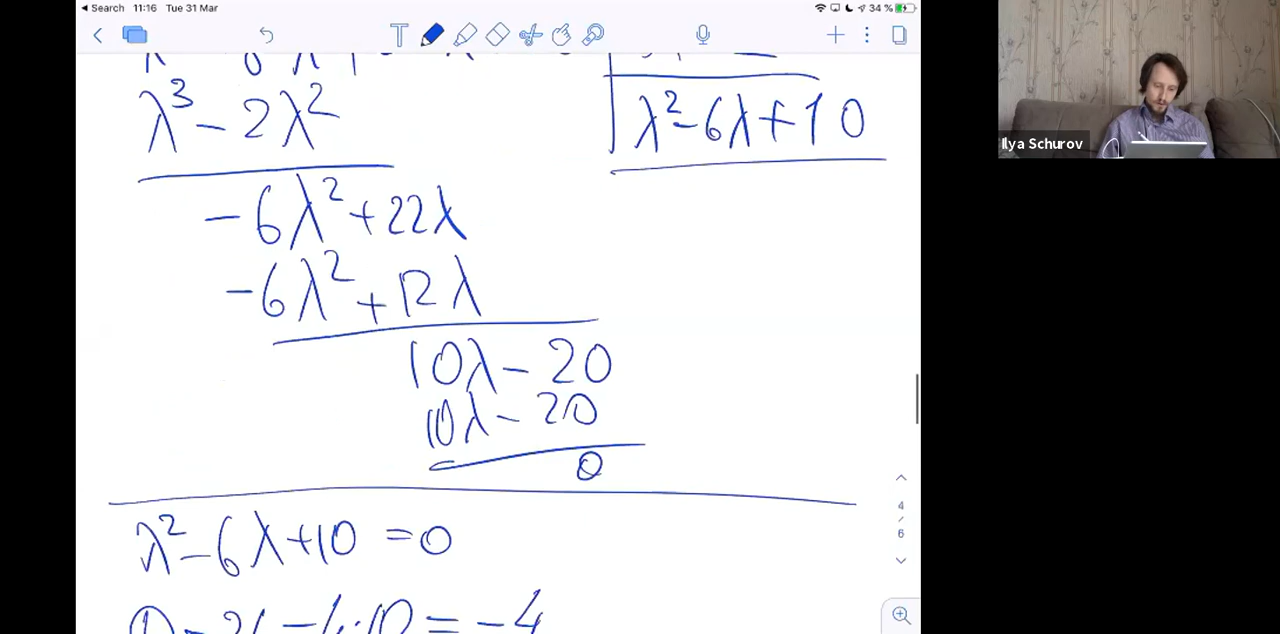 Search 11:16 Tue 31 Mar 34 %
λ³ - 2λ²
λ² - 6λ + 10
-6λ² + 22λ
-6λ² + 12λ
10λ - 20
10λ - 20
0
λ² - 6λ + 10 = 0
= -4
4
/
6
Ilya Schurov